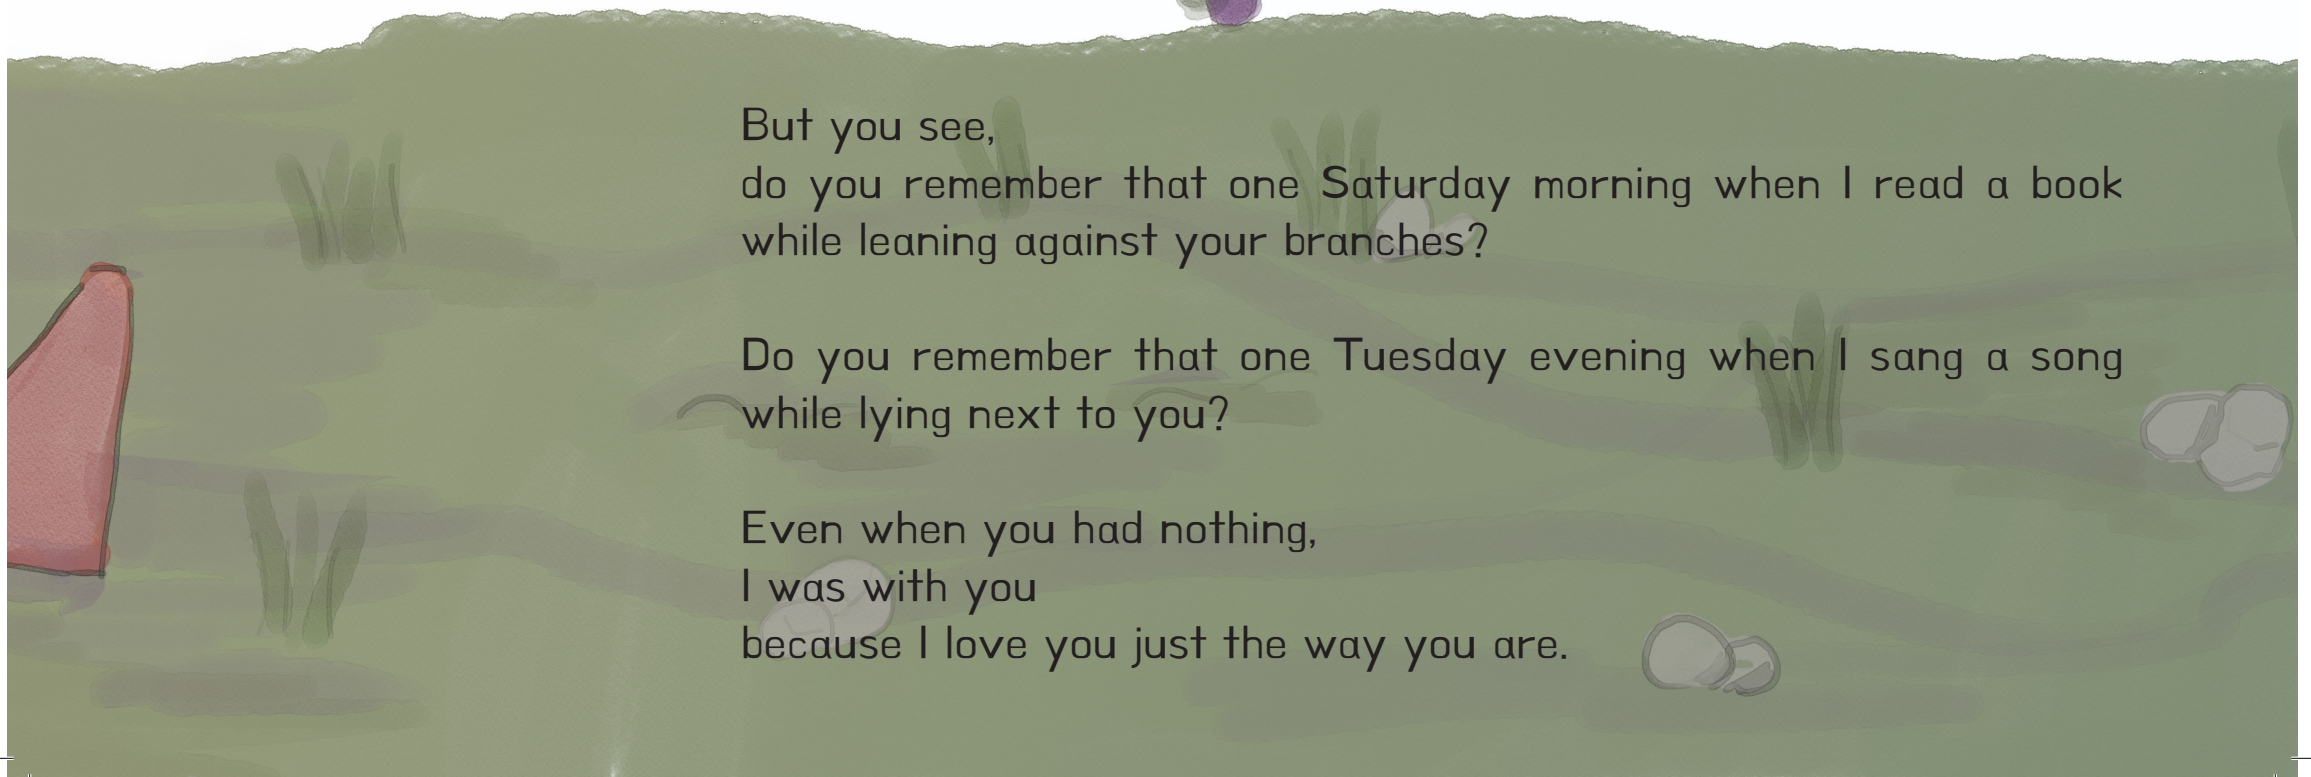 But you see,
do you remember that one Saturday morning when I read a book
while leaning against your branches?
Do you remember that one Tuesday evening when I sang a song
while lying next to you?
Even when you had nothing,
I was with you
because I love you just the way you are.